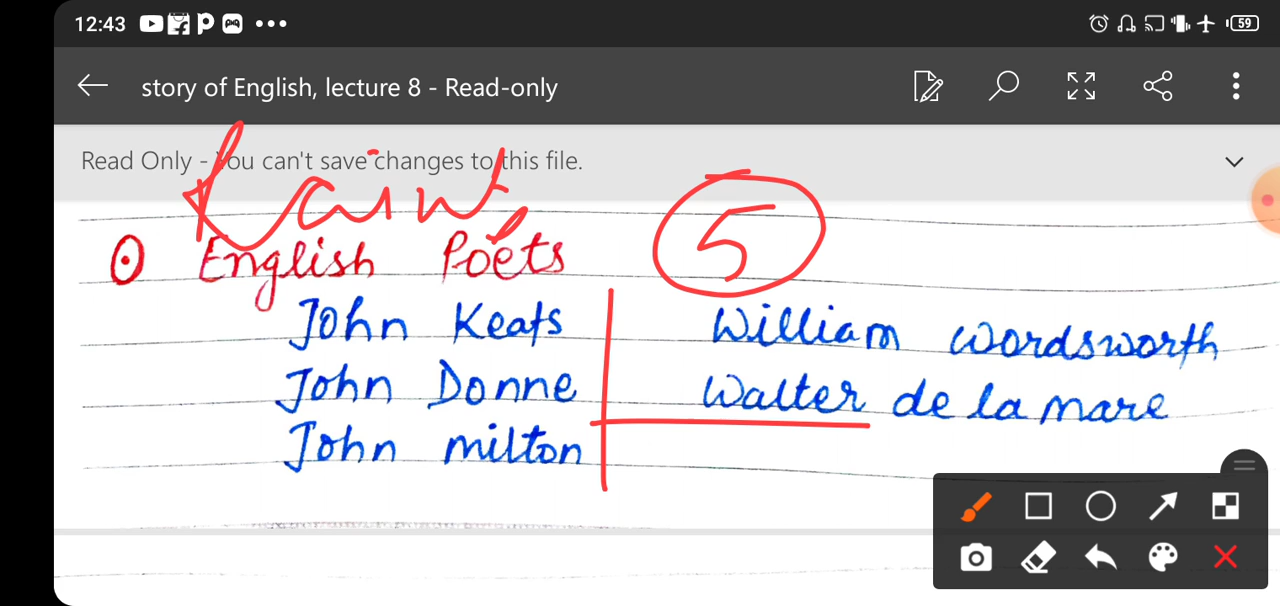 12:43
59
story of English, lecture 8 - Read-only
Read Only - You can't save changes to this file.
5
English Poets
John Keats
William Wordsworth
John Donne
Walter de la mare
John milton